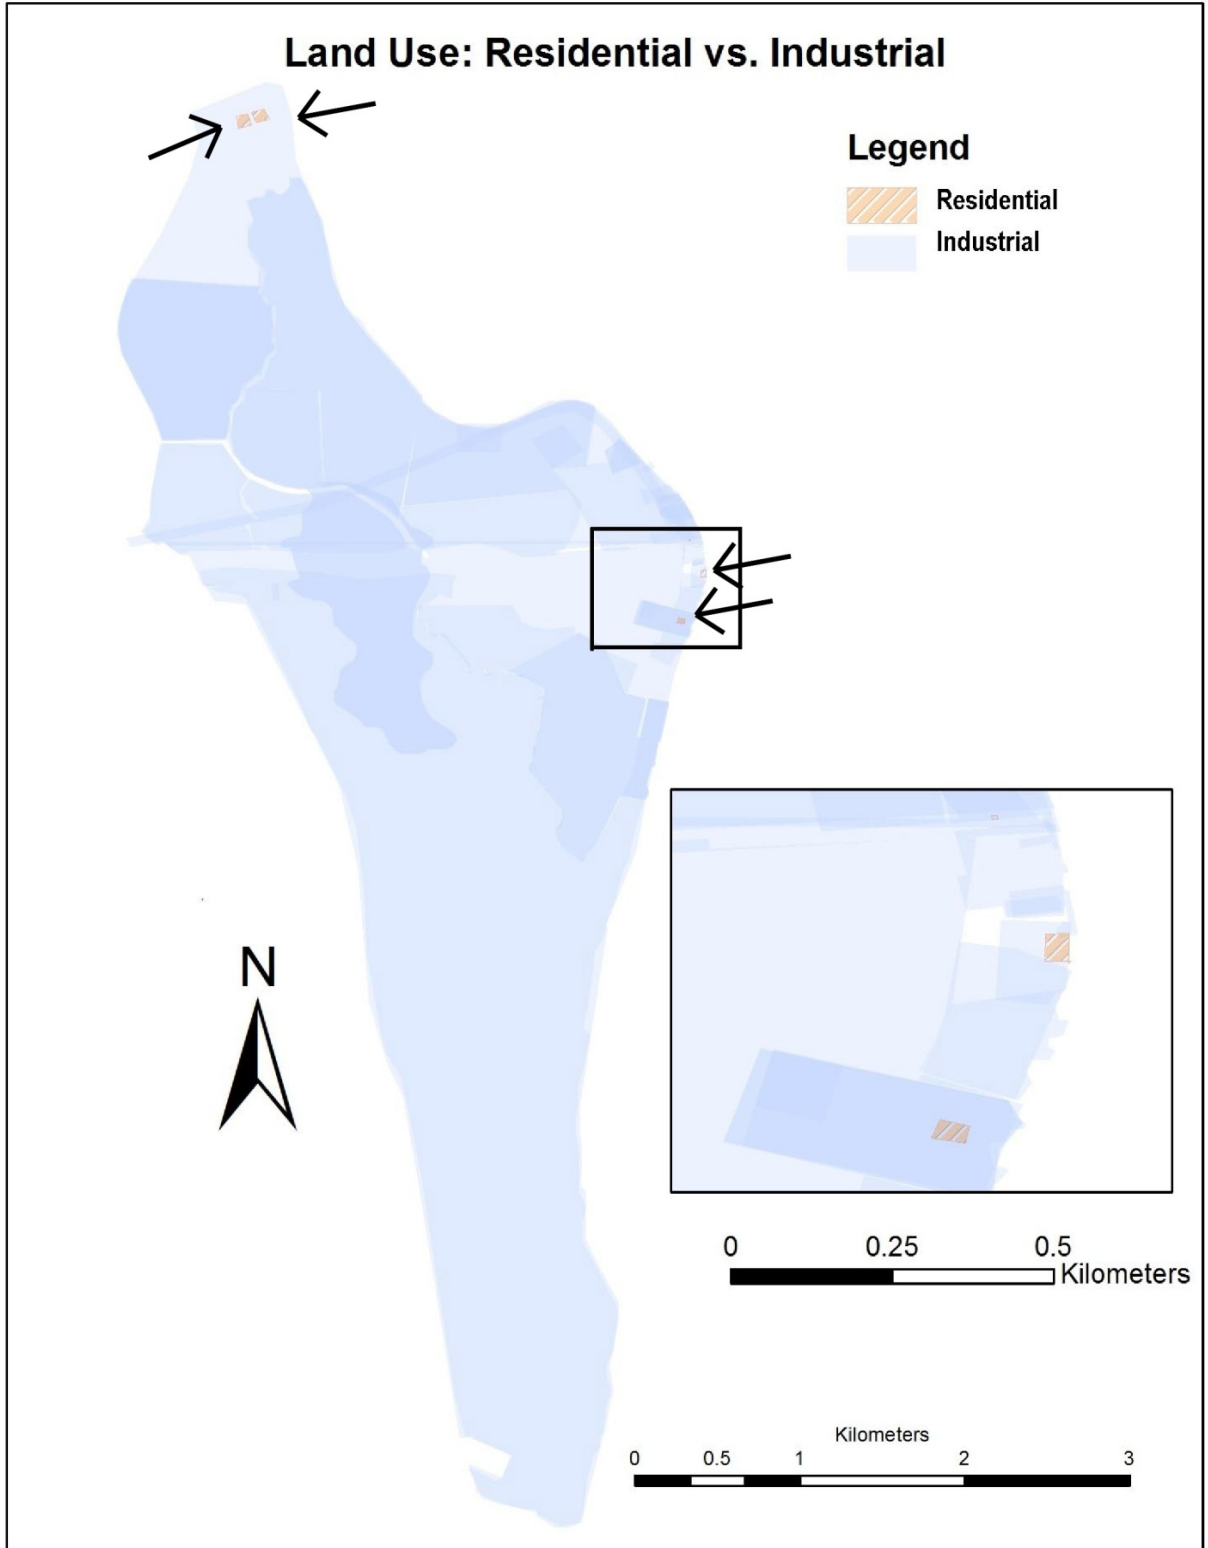 Land Use: Residential vs. Industrial
Legend
Residential
Industrial
N
0 0.25 0.5
Kilometers
Kilometers
0 0.5 1 2 3